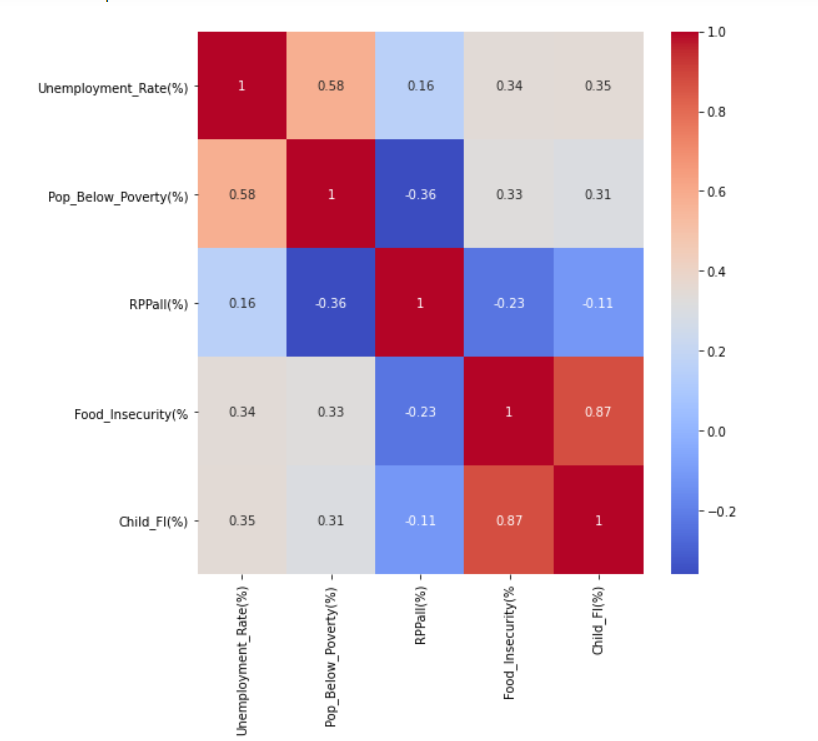 1.0
Unemployment_Rate(%) 1 0.58 0.16 0.34 0.35
0.8
Pop_Below_Poverty(%) 0.58 1 -0.36 0.33 0.31
0.6
0.4
RPPall(%) 0.16 -0.36 1 -0.23 -0.11
0.2
Food_Insecurity(% 0.34 0.33 -0.23 1 0.87
0.0
−0.2
Child_FI(%) 0.35 0.31 -0.11 0.87 1
Unemployment_Rate(%)
Pop_Below_Poverty(%)
RPPall(%)
Food_Insecurity(%
Child_FI(%)